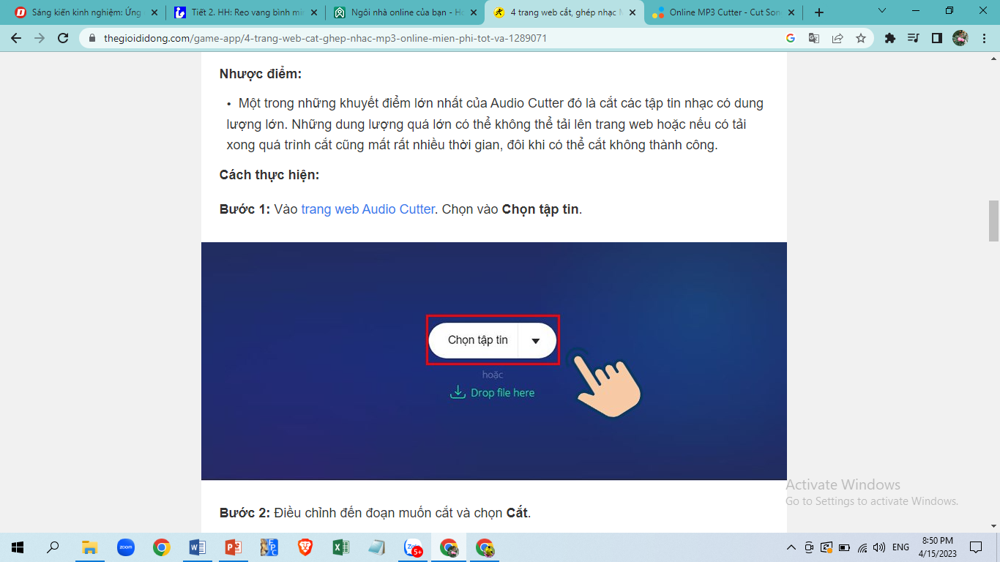 Sáng kiến kinh nghiệm: Ứng
Tiết 2. HH: Reo vang bình mi
Ngôi nhà online của bạn - Ho
4 trang web cắt, ghép nhạc M
Online MP3 Cutter - Cut Son
thegioididong.com/game-app/4-trang-web-cat-ghep-nhac-mp3-online-mien-phi-tot-va-1289071
Nhược điểm:
• Một trong những khuyết điểm lớn nhất của Audio Cutter đó là cắt các tập tin nhạc có dung
lượng lớn. Những dung lượng quá lớn có thể không thể tải lên trang web hoặc nếu có tải
xong quá trình cắt cũng mất rất nhiều thời gian, đôi khi có thể cắt không thành công.
Cách thực hiện:
Bước 1: Vào trang web Audio Cutter. Chọn vào Chọn tập tin.
Chọn tập tin
hoặc
Drop file here
Activate Windows
Go to Settings to activate Windows.
Bước 2: Điều chỉnh đến đoạn muốn cắt và chọn Cắt.
zoom
5+
ENG
8:50 PM
4/15/2023